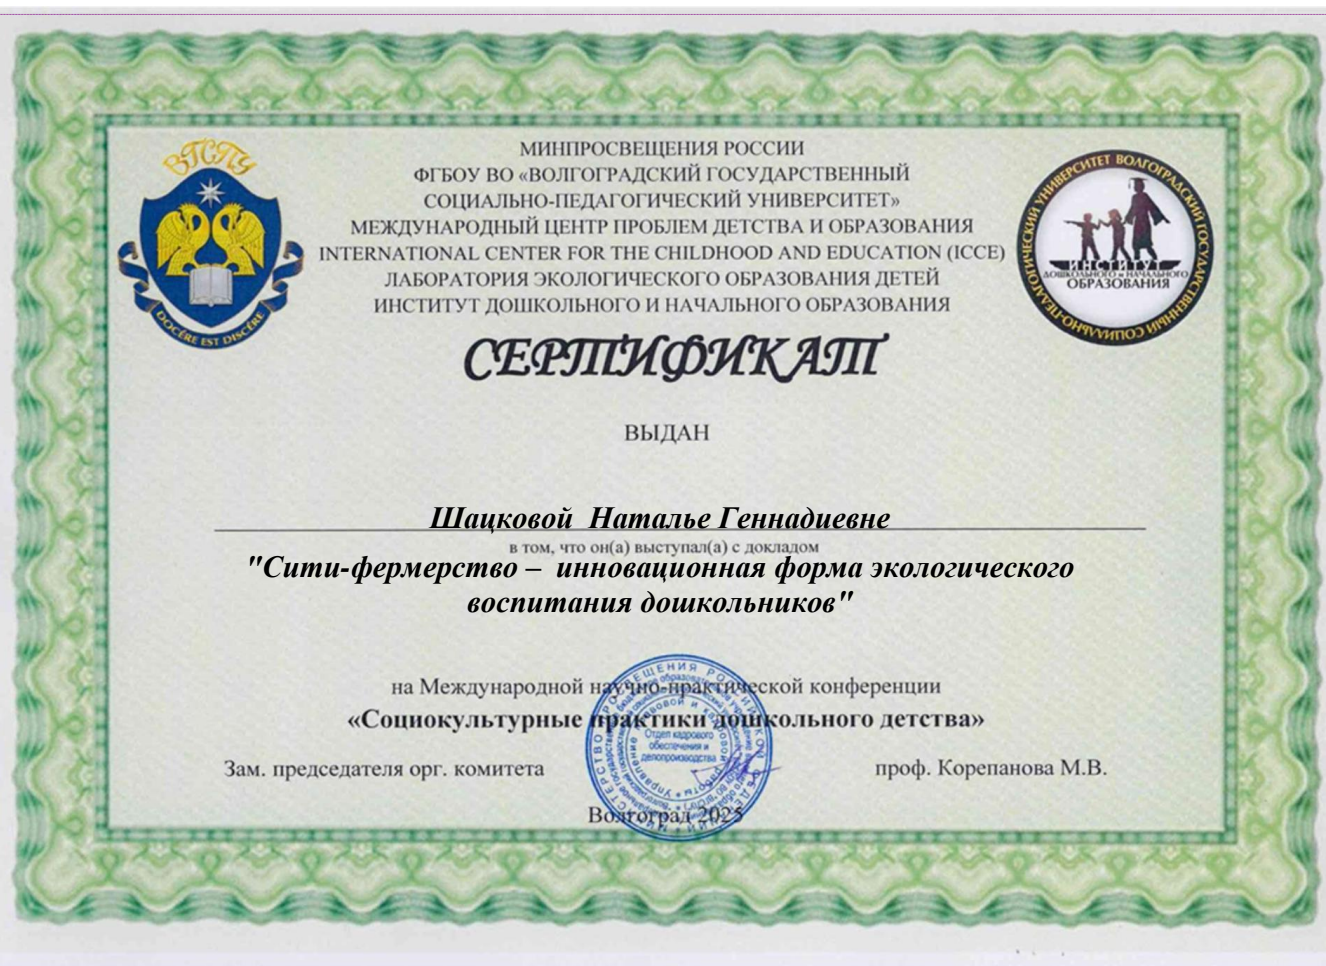 ВГСПУ
DOCĒRE EST DISCĒRE
МИНПРОСВЕЩЕНИЯ РОССИИ
ФГБОУ ВО «ВОЛГОГРАДСКИЙ ГОСУДАРСТВЕННЫЙ
СОЦИАЛЬНО-ПЕДАГОГИЧЕСКИЙ УНИВЕРСИТЕТ»
МЕЖДУНАРОДНЫЙ ЦЕНТР ПРОБЛЕМ ДЕТСТВА И ОБРАЗОВАНИЯ
INTERNATIONAL CENTER FOR THE CHILDHOOD AND EDUCATION (ICCE)
ЛАБОРАТОРИЯ ЭКОЛОГИЧЕСКОГО ОБРАЗОВАНИЯ ДЕТЕЙ
ИНСТИТУТ ДОШКОЛЬНОГО И НАЧАЛЬНОГО ОБРАЗОВАНИЯ
ВОЛГОГРАДСКИЙ ГОСУДАРСТВЕННЫЙ СОЦИАЛЬНО-ПЕДАГОГИЧЕСКИЙ УНИВЕРСИТЕТ
ИНСТИТУТ
ДОШКОЛЬНОГО и НАЧАЛЬНОГО
ОБРАЗОВАНИЯ
СЕРТИФИКАТ
ВЫДАН
Шацковой Наталье Геннадиевне
в том, что он(а) выступал(а) с докладом
"Сити-фермерство – инновационная форма экологического
воспитания дошкольников"
на Международной научно-практической конференции
«Социокультурные практики дошкольного детства»
Отдел кадрового
обеспечения и
делопроизводства
Зам. председателя орг. комитета
проф. Корепанова М.В.
Волгоград 2025